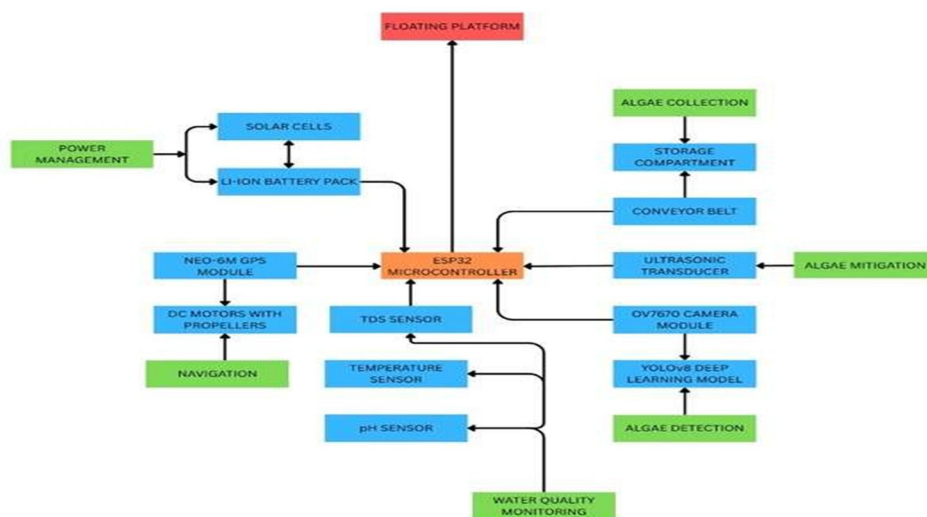 FLOATING PLATFORM
ALGAE COLLECTION
SOLAR CELLS
POWER
MANAGEMENT
STORAGE
COMPARTMENT
LI-ION BATTERY PACK
CONVEYOR BELT
NEO-6M GPS
MODULE
ESP32
MICROCONTROLLER
ULTRASONIC
TRANSDUCER
ALGAE MITIGATION
DC MOTORS WITH
PROPELLERS
TDS SENSOR
OV7670 CAMERA
MODULE
NAVIGATION
TEMPERATURE
SENSOR
YOLOv8 DEEP
LEARNING MODEL
pH SENSOR
ALGAE DETECTION
WATER QUALITY
MONITORING